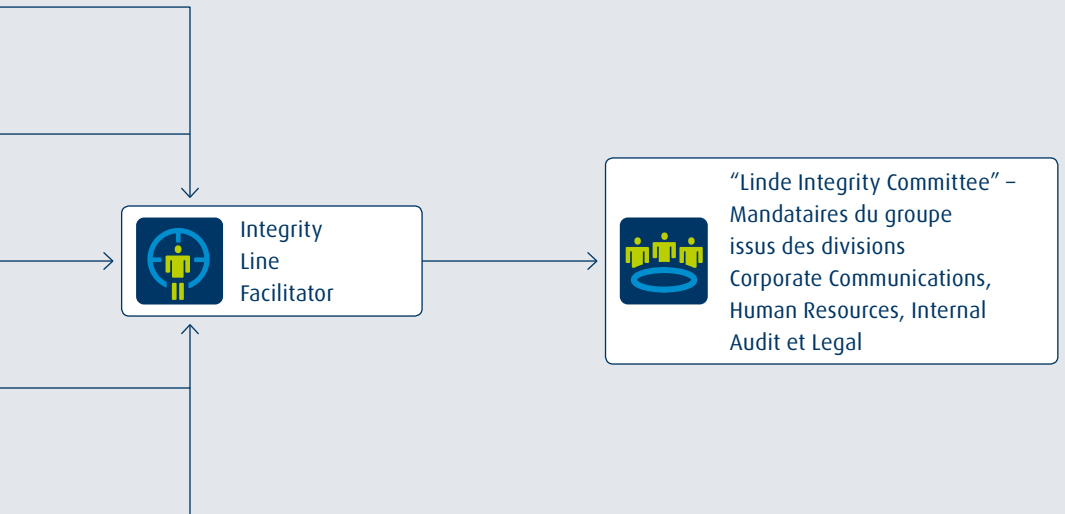 Integrity
Line
Facilitator
“Linde Integrity Committee” –
Mandataires du groupe
issus des divisions
Corporate Communications,
Human Resources, Internal
Audit et Legal